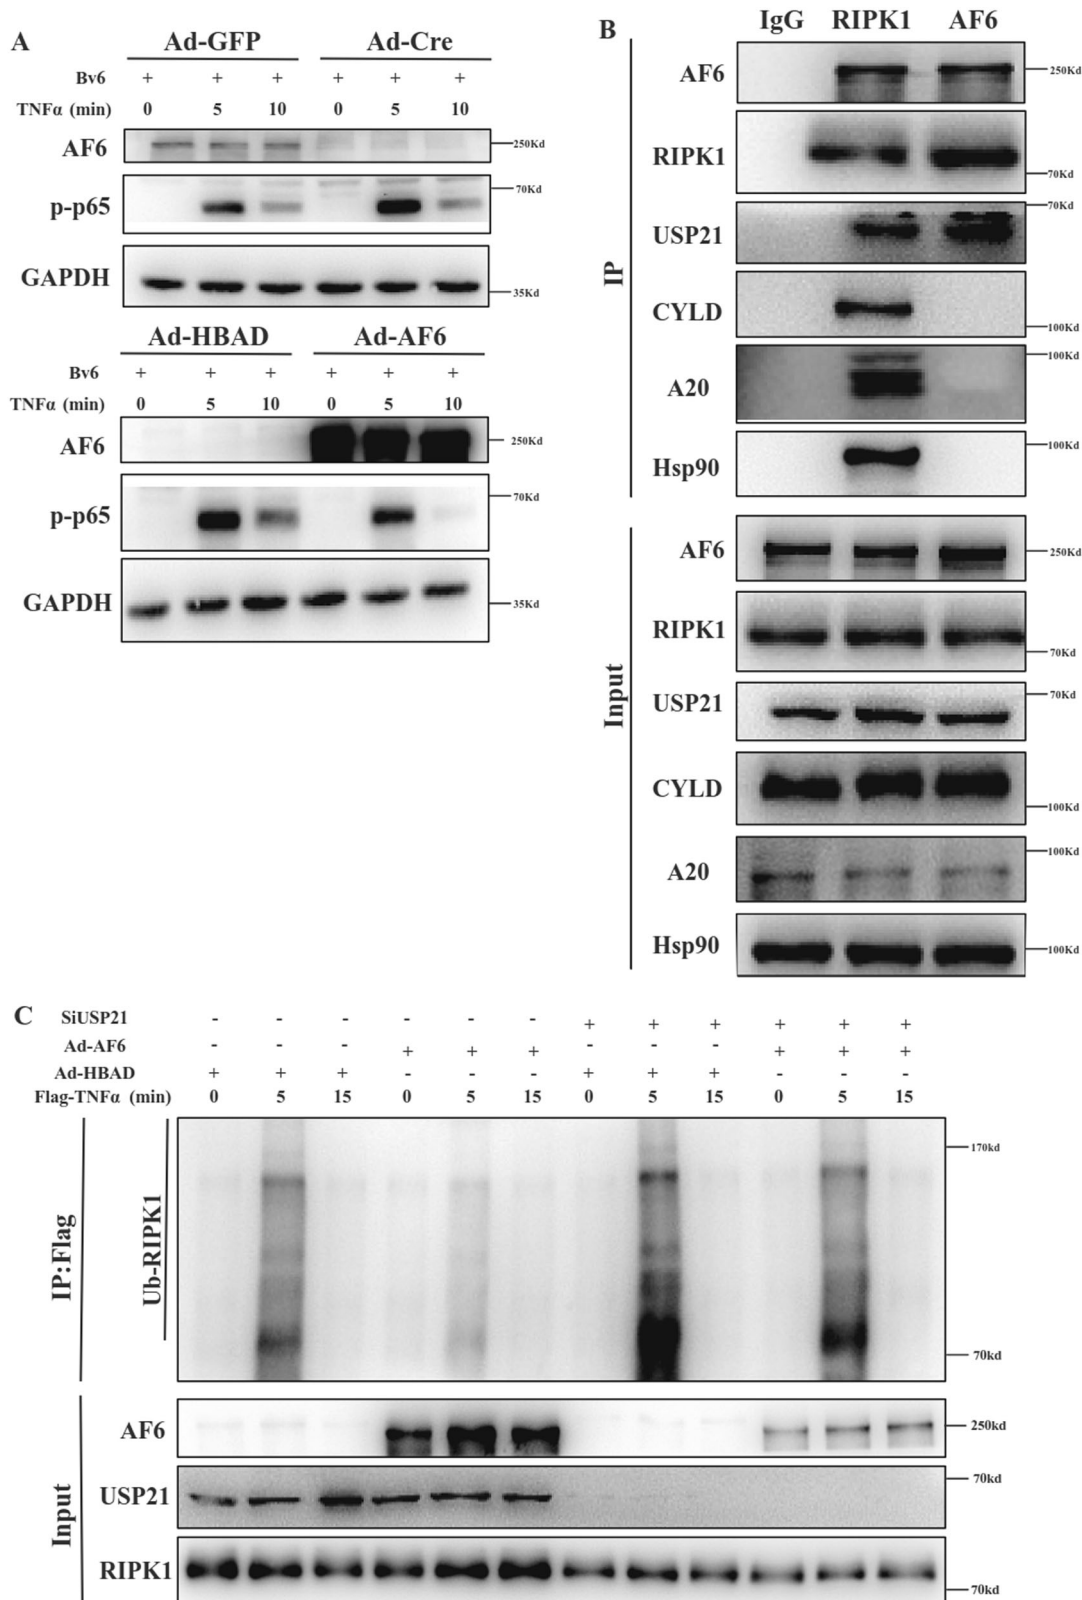 A
Ad-GFP Ad-Cre
Bv6 + + + + + +
TNFα (min) 0 5 10 0 5 10
AF6 250Kd
p-p65 70Kd
GAPDH 35Kd
Ad-HBAD Ad-AF6
Bv6 + + + + + +
TNFα (min) 0 5 10 0 5 10
AF6 250Kd
p-p65 70Kd
GAPDH 35Kd
B
IgG RIPK1 AF6
IP
AF6 250Kd
RIPK1 70Kd
USP21 70Kd
CYLD 100Kd
A20 100Kd
Hsp90 100Kd
Input
AF6 250Kd
RIPK1 70Kd
USP21 70Kd
CYLD 100Kd
A20 100Kd
Hsp90 100Kd
C
SiUSP21 - - - - - - + + + + + +
Ad-AF6 - - - + + + - - - + + +
Ad-HBAD + + + - - - + + + - - -
Flag-TNFα (min) 0 5 15 0 5 15 0 5 15 0 5 15
IP:Flag
Ub-RIPK1 170kd
70kd
Input
AF6 250kd
USP21 70kd
RIPK1 70kd